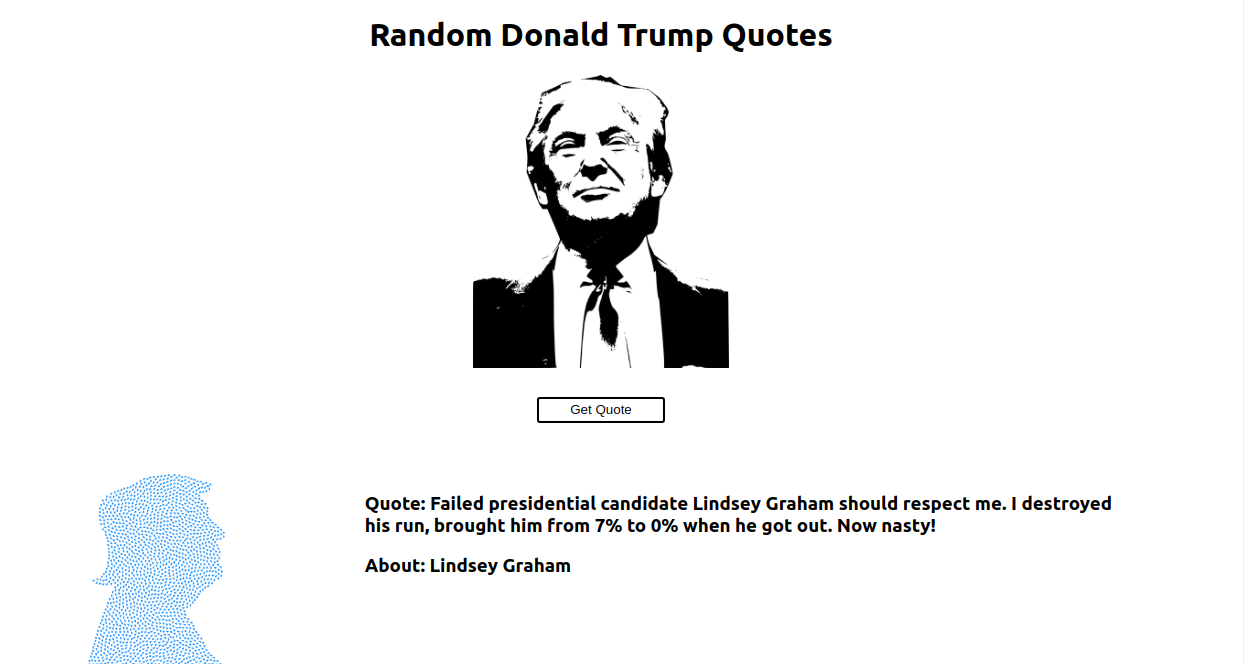 Random Donald Trump Quotes
Get Quote
Quote: Failed presidential candidate Lindsey Graham should respect me. I destroyed
his run, brought him from 7% to 0% when he got out. Now nasty!
About: Lindsey Graham